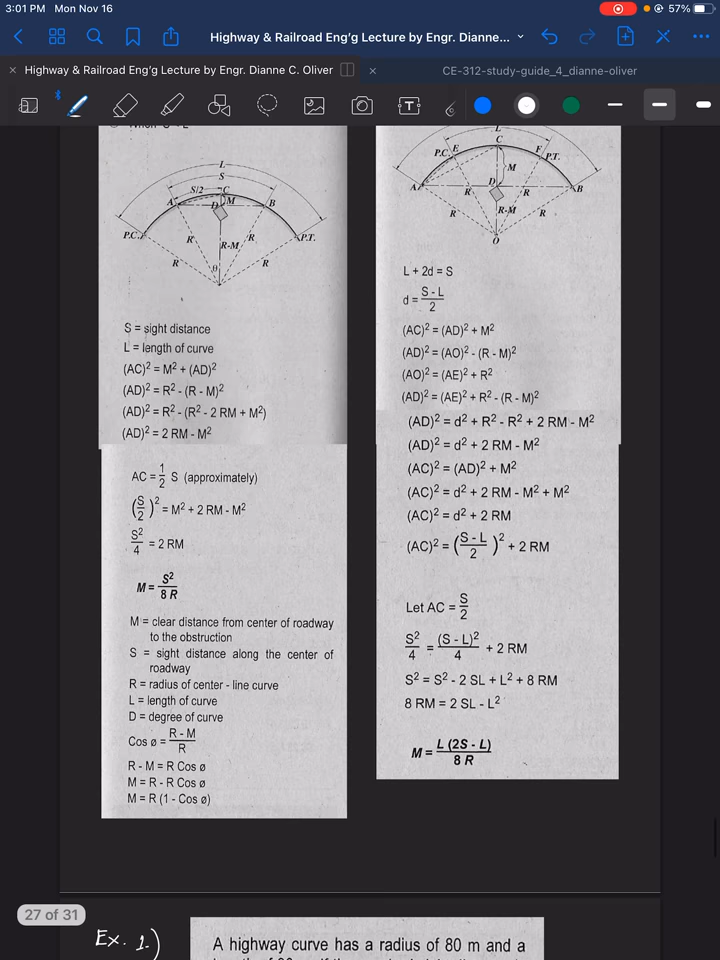 3:01 PM Mon Nov 16
57%
Highway & Railroad Eng'g Lecture by Engr. Dianne...
Highway & Railroad Eng'g Lecture by Engr. Dianne C. Oliver
CE-312-study-guide_4_dianne-oliver
L
S
S/2
C
A
D
M
B
P.C.
R
R-M
R
P.T.
R
θ
R
S = sight distance
L = length of curve
(AC)² = M² + (AD)²
(AD)² = R² - (R - M)²
(AD)² = R² - (R² - 2 RM + M²)
(AD)² = 2 RM - M²
AC = 1/2 S (approximately)
(S/2)² = M² + 2 RM - M²
S²/4 = 2 RM
M = S²/8 R
M = clear distance from center of roadway
to the obstruction
S = sight distance along the center of
roadway
R = radius of center - line curve
L = length of curve
D = degree of curve
Cos ø = R - M/R
R - M = R Cos ø
M = R - R Cos ø
M = R (1 - Cos ø)
L
C
P.C.
E
F
P.T.
M
A
D
B
R
R
R
R-M
R
O
L + 2d = S
d = S - L/2
(AC)² = (AD)² + M²
(AD)² = (AO)² - (R - M)²
(AO)² = (AE)² + R²
(AD)² = (AE)² + R² - (R - M)²
(AD)² = d² + R² - R² + 2 RM - M²
(AD)² = d² + 2 RM - M²
(AC)² = (AD)² + M²
(AC)² = d² + 2 RM - M² + M²
(AC)² = d² + 2 RM
(AC)² = (S - L/2)² + 2 RM
Let AC = S/2
S²/4 = (S - L)²/4 + 2 RM
S² = S² - 2 SL + L² + 8 RM
8 RM = 2 SL - L²
M = L (2S - L)/8 R
27 of 31
Ex. 1.)
A highway curve has a radius of 80 m and a